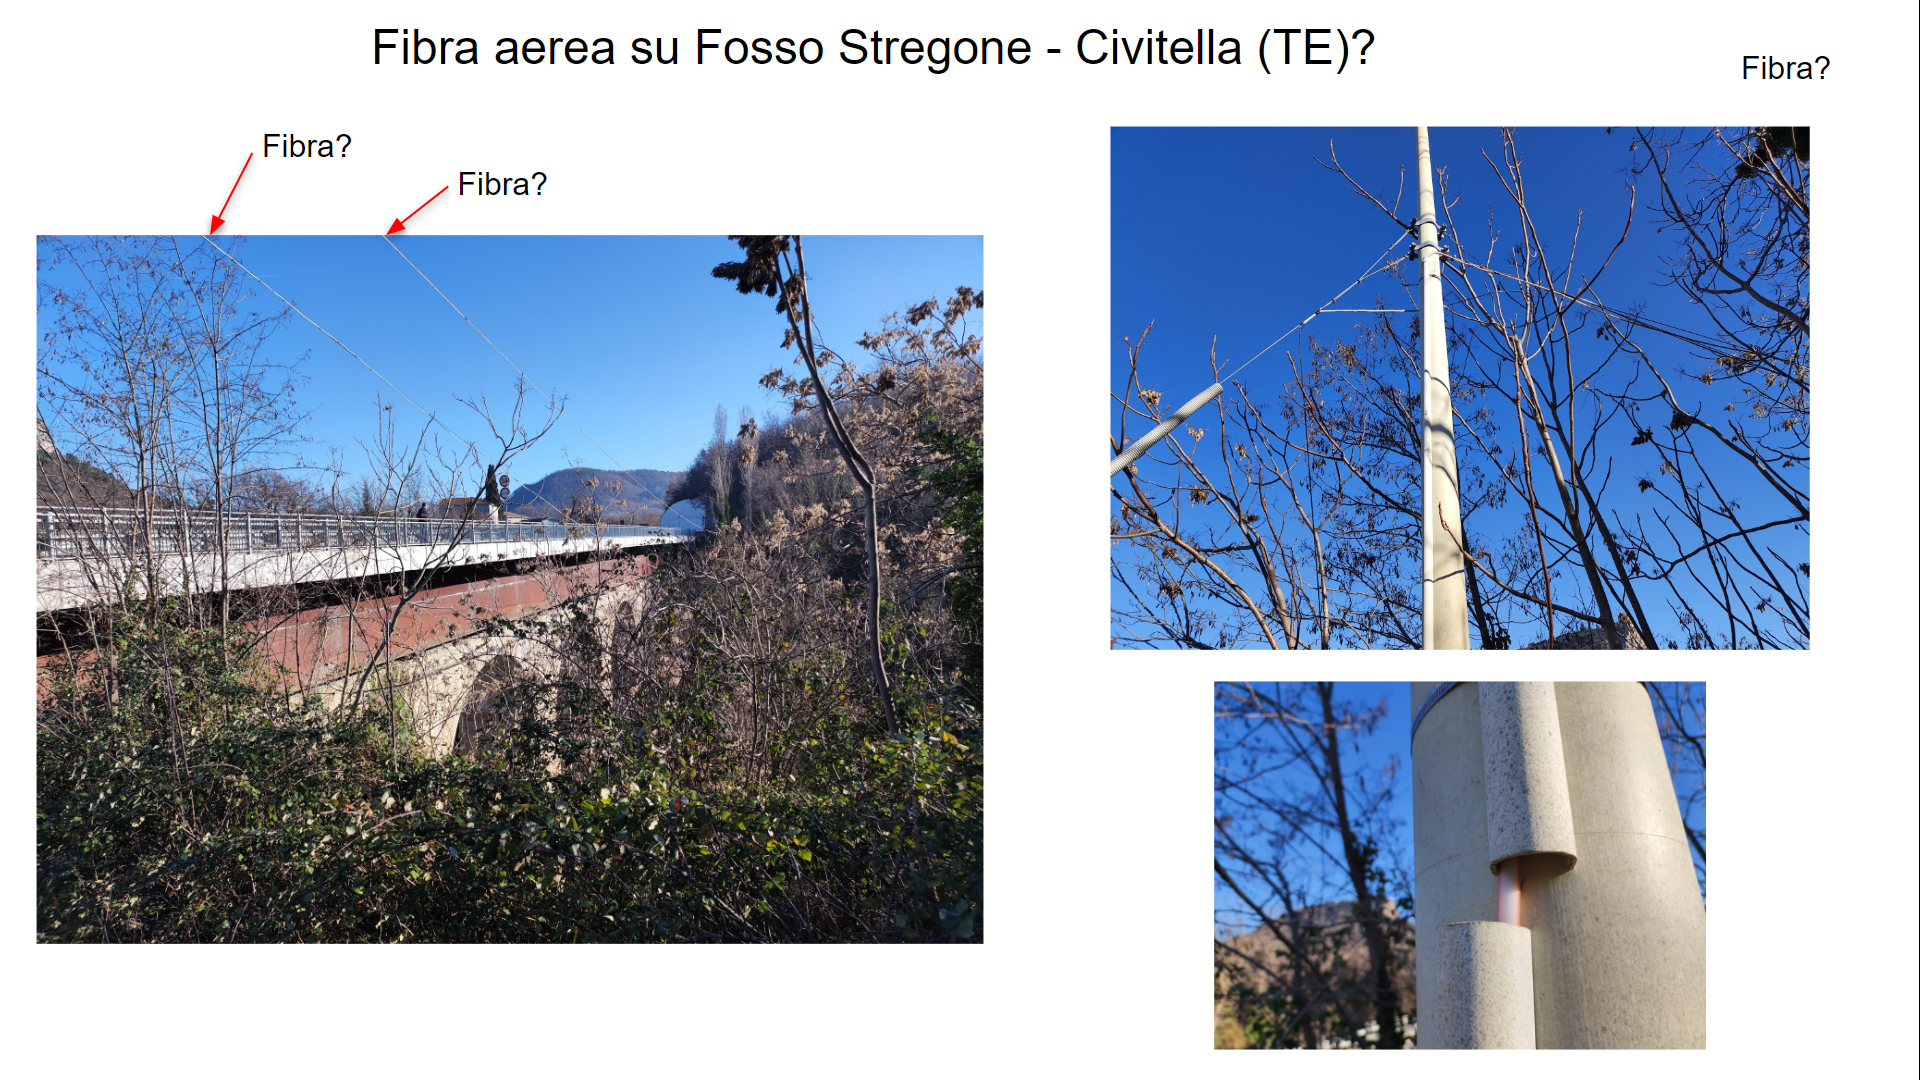 Fibra aerea su Fosso Stregone - Civitella (TE)?
Fibra?
Fibra?
Fibra?